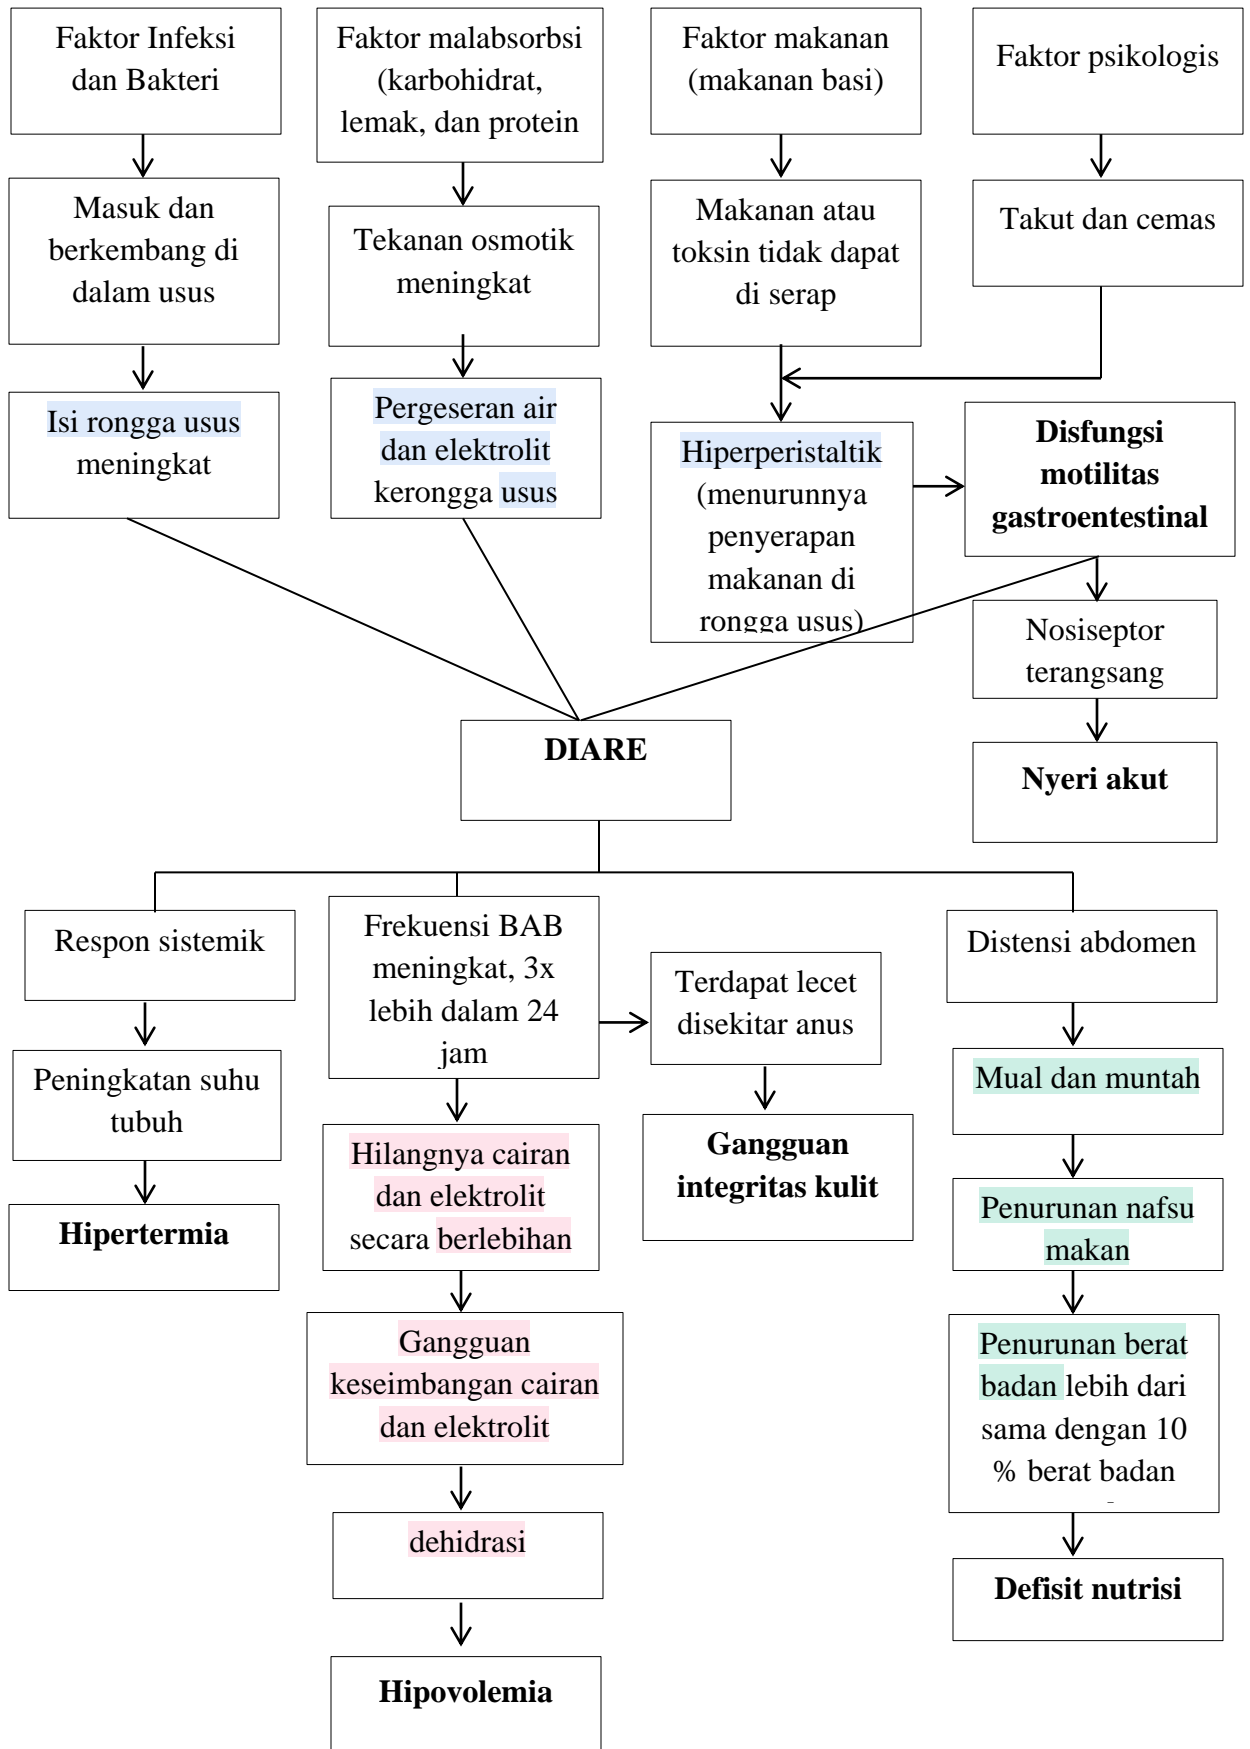 Faktor Infeksi
dan Bakteri
Faktor malabsorbsi
(karbohidrat,
lemak, dan protein
Faktor makanan
(makanan basi)
Faktor psikologis
Masuk dan
berkembang di
dalam usus
Tekanan osmotik
meningkat
Makanan atau
toksin tidak dapat
di serap
Takut dan cemas
Isi rongga usus
meningkat
Pergeseran air
dan elektrolit
kerongga usus
Hiperperistaltik
(menurunnya
penyerapan
makanan di
rongga usus)
Disfungsi
motilitas
gastroentestinal
Nosiseptor
terangsang
DIARE
Nyeri akut
Respon sistemik
Frekuensi BAB
meningkat, 3x
lebih dalam 24
jam
Terdapat lecet
disekitar anus
Distensi abdomen
Peningkatan suhu
tubuh
Mual dan muntah
Hilangnya cairan
dan elektrolit
secara berlebihan
Gangguan
integritas kulit
Hipertermia
Penurunan nafsu
makan
Gangguan
keseimbangan cairan
dan elektrolit
Penurunan berat
badan lebih dari
sama dengan 10
% berat badan
dehidrasi
Defisit nutrisi
Hipovolemia